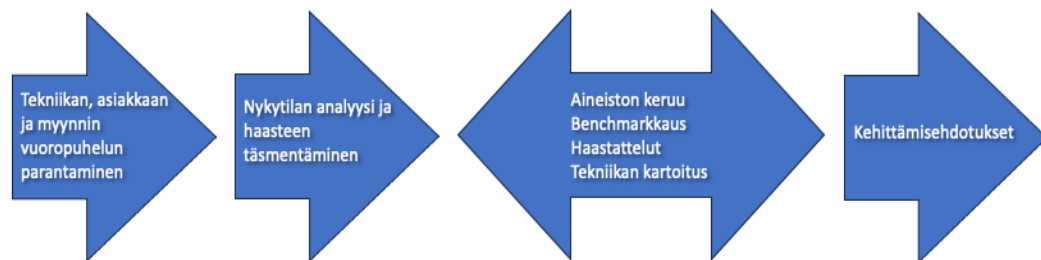 Tekniikan, asiakkaan
ja myynnin
vuoropuhelun
parantaminen
Nykytilan analyysi ja
haasteen
täsmentäminen
Aineiston keruu
Benchmarkkaus
Haastattelut
Tekniikan kartoitus
Kehittämisehdotukset